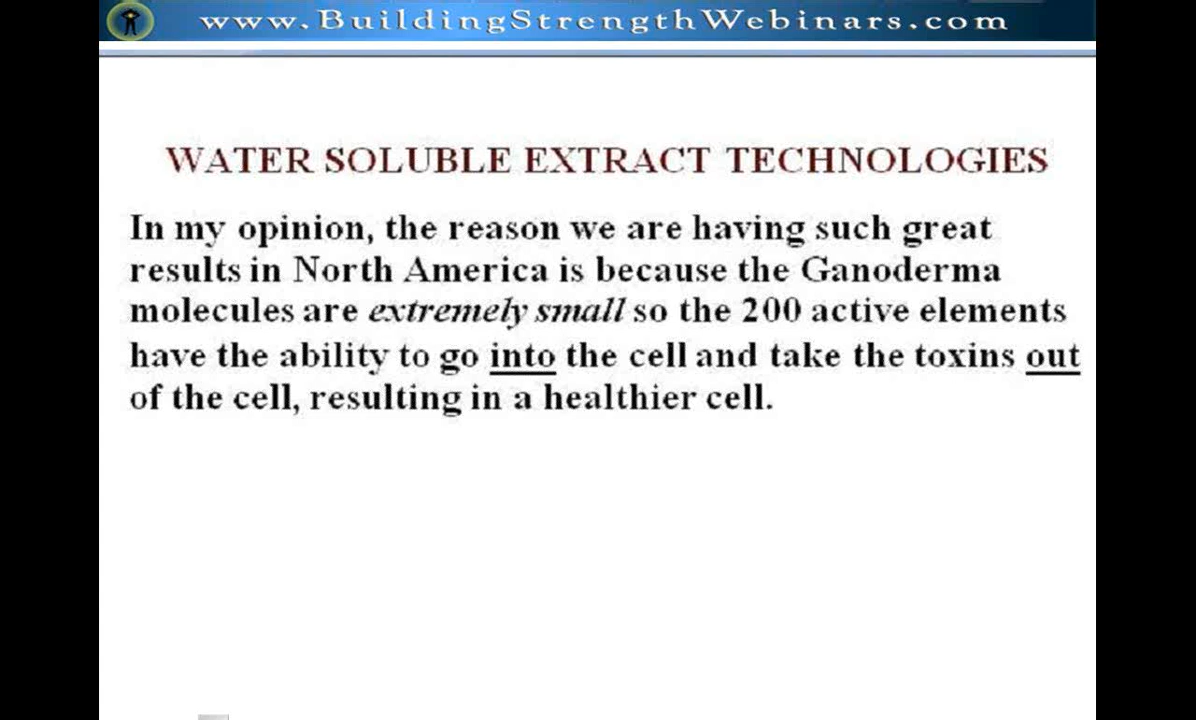 www.BuildingStrengthWebinars.com
WATER SOLUBLE EXTRACT TECHNOLOGIES
In my opinion, the reason we are having such great
results in North America is because the Ganoderma
molecules are extremely small so the 200 active elements
have the ability to go into the cell and take the toxins out
of the cell, resulting in a healthier cell.